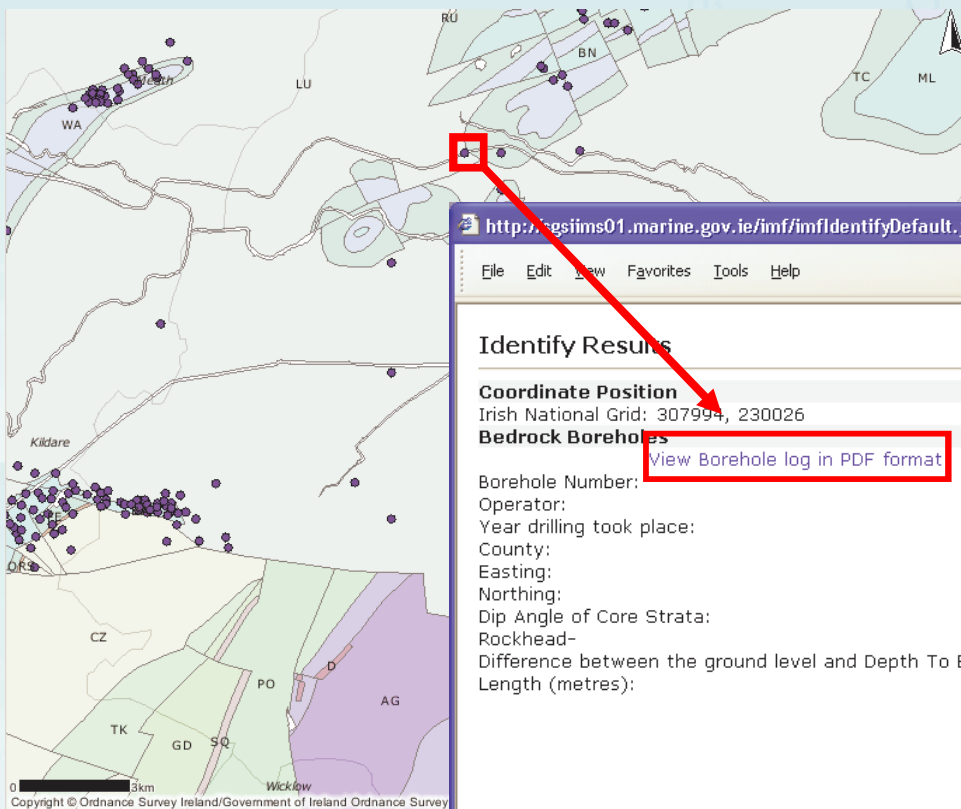 RU
BN
TC
ML
LU
Meath
WA
http://sgsiims01.marine.gov.ie/imf/imfIdentifyDefault.
File Edit View Favorites Tools Help
Identify Results
Coordinate Position
Irish National Grid: 307994, 230026
Bedrock Boreholes
View Borehole log in PDF format
Borehole Number:
Operator:
Year drilling took place:
County:
Easting:
Northing:
Dip Angle of Core Strata:
Rockhead-
Difference between the ground level and Depth To
Length (metres):
Kildare
ORS
CZ
PO
D
AG
TK
GD
SQ
Wicklow
0 3km
Copyright © Ordnance Survey Ireland/Government of Ireland Ordnance Survey